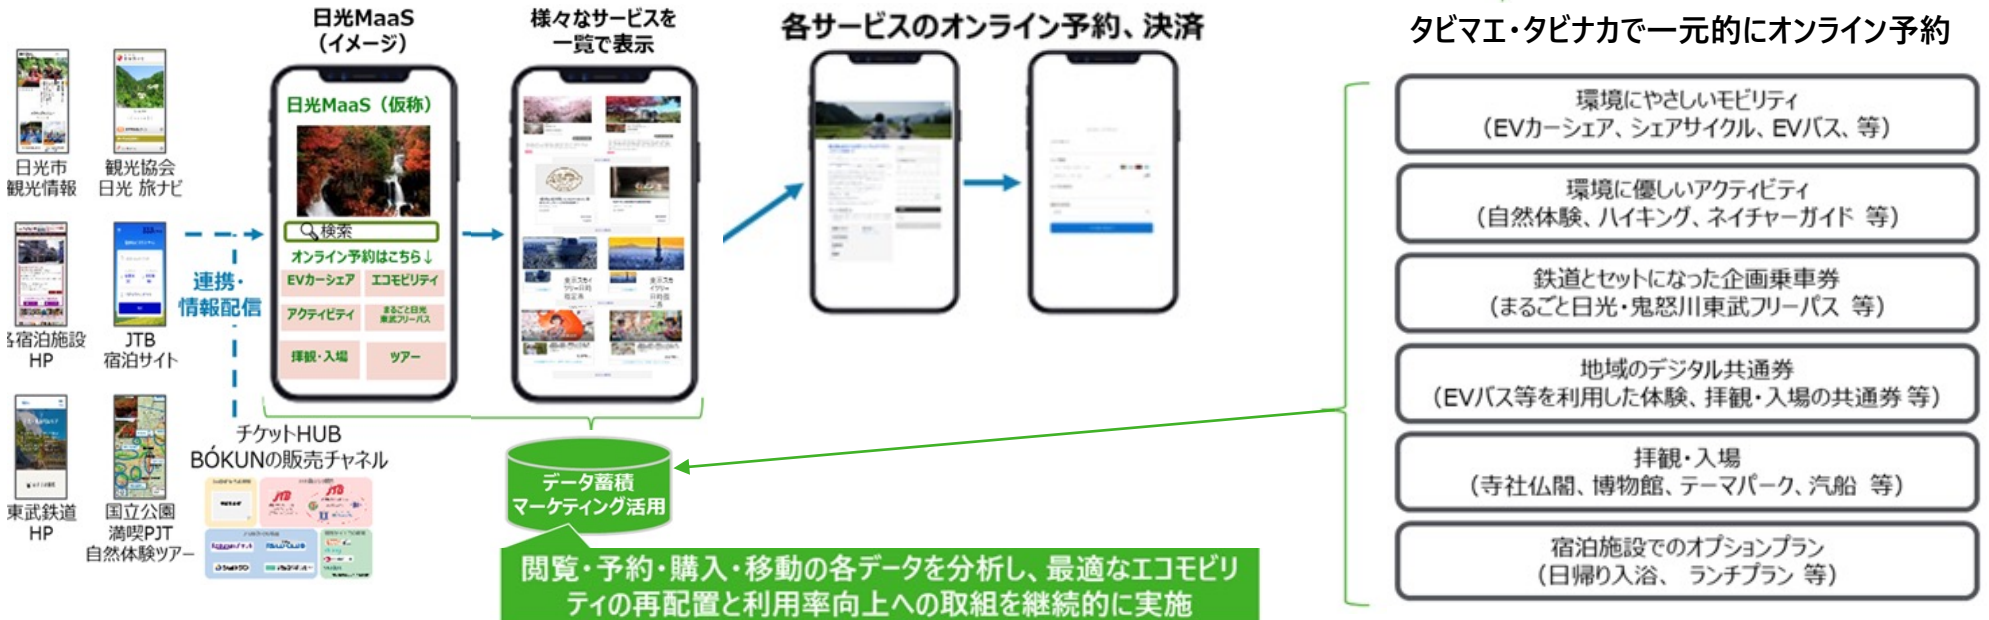 日光MaaS
（イメージ）
様々なサービスを
一覧で表示
各サービスのオンライン予約、決済
タビマエ・タビナカで一元的にオンライン予約
日光市
観光情報
観光協会
日光 旅ナビ
各宿泊施設
HP
JTB
宿泊サイト
東武鉄道
HP
国立公園
満喫PJT
自然体験ツアー
連携・
情報配信
チケットHUB
BÓKUNの販売チャネル
JTB
JTB
日光MaaS（仮称）
検索
オンライン予約はこちら↓
EVカーシェア
エコモビリティ
アクティビティ
まるごと日光
東武フリーパス
拝観・入場
ツアー
データ蓄積
マーケティング活用
閲覧・予約・購入・移動の各データを分析し、最適なエコモビリ
ティの再配置と利用率向上への取組を継続的に実施
環境にやさしいモビリティ
（EVカーシェア、シェアサイクル、EVバス、等）
環境に優しいアクティビティ
（自然体験、ハイキング、ネイチャーガイド 等）
鉄道とセットになった企画乗車券
（まるごと日光・鬼怒川東武フリーパス 等）
地域のデジタル共通券
（EVバス等を利用した体験、拝観・入場の共通券 等）
拝観・入場
（寺社仏閣、博物館、テーマパーク、汽船 等）
宿泊施設でのオプションプラン
（日帰り入浴、 ランチプラン 等）